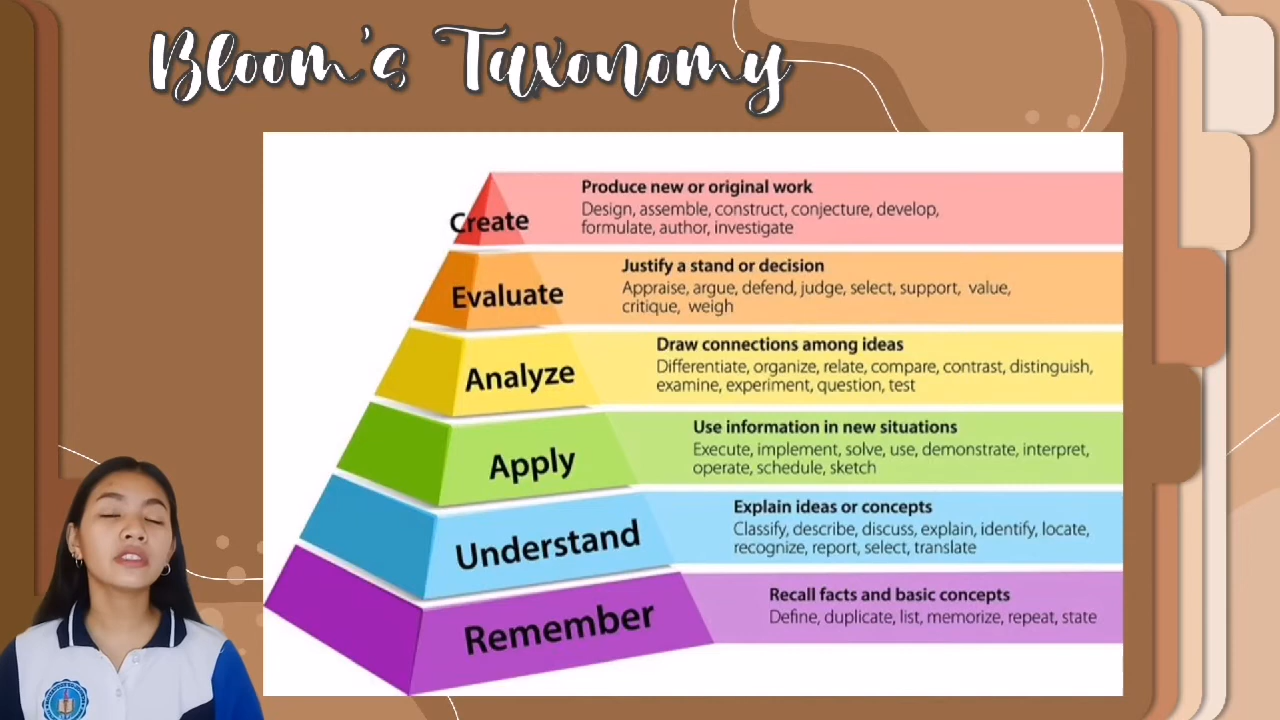 Bloom's Taxonomy
Create
Produce new or original work
Design, assemble, construct, conjecture, develop,
formulate, author, investigate
Evaluate
Justify a stand or decision
Appraise, argue, defend, judge, select, support, value,
critique, weigh
Analyze
Draw connections among ideas
Differentiate, organize, relate, compare, contrast, distinguish,
examine, experiment, question, test
Apply
Use information in new situations
Execute, implement, solve, use, demonstrate, interpret,
operate, schedule, sketch
Understand
Explain ideas or concepts
Classify, describe, discuss, explain, identify, locate,
recognize, report, select, translate
Remember
Recall facts and basic concepts
Define, duplicate, list, memorize, repeat, state